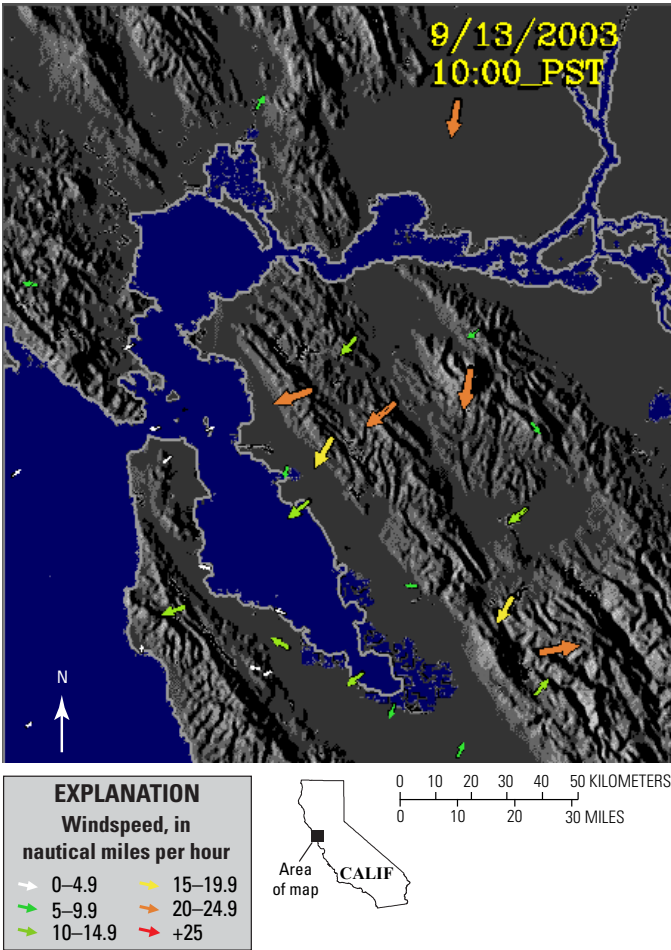 9/13/2003
10:00_PST
N
EXPLANATION
Windspeed, in
nautical miles per hour
0–4.9
5–9.9
10–14.9
15–19.9
20–24.9
+25
Area
of map
CALIF
0 10 20 30 40 50 KILOMETERS
0 10 20 30 MILES